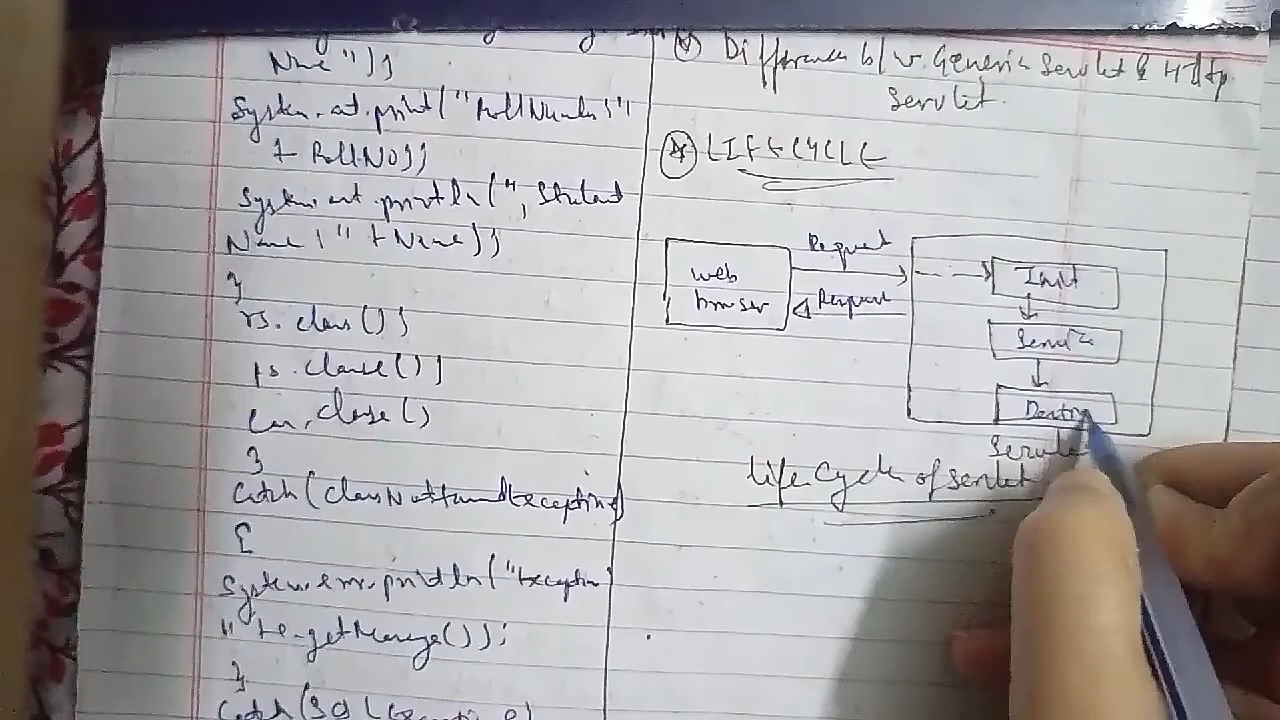 Name"));
System.out.print("RollNumber:"
+ RollNo));
System.out.println(", Student
Name:" + Name));
}
rs.close();
ps.close();
Con.close()
}
Catch(ClassNotFoundException e)
{
System.err.println("Exception
" + e.getMessage());
}
Catch(SQLException e)
Difference b/w. Generic Servlet & Http
Servlet.
LIFECYCLE
web
browser
Request
Request
Init
Service
Destroy
Servlet
Life Cycle of servlet